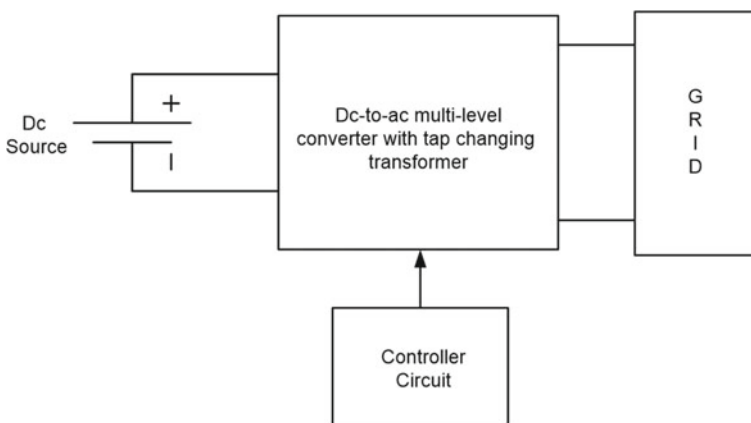 Dc
Source
+
Dc-to-ac multi-level
converter with tap changing
transformer
G
R
I
D
Controller
Circuit